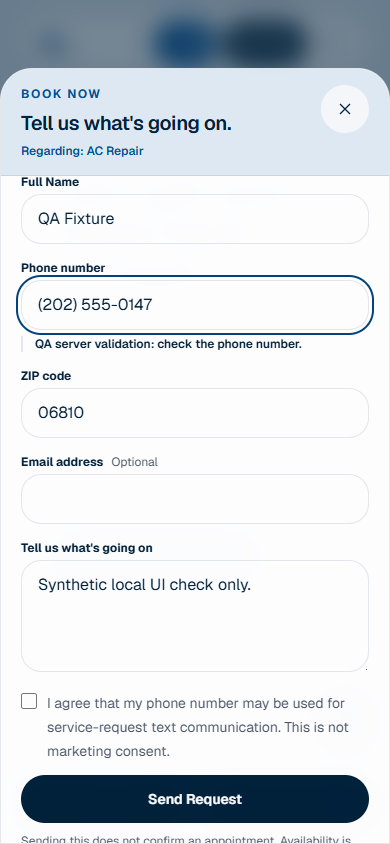 BOOK NOW
Tell us what's going on.
Regarding: AC Repair
Full Name
QA Fixture
Phone number
(202) 555-0147
QA server validation: check the phone number.
ZIP code
06810
Email address Optional
Tell us what's going on
Synthetic local UI check only.
I agree that my phone number may be used for
service-request text communication. This is not
marketing consent.
Send Request
Sending this does not confirm an appointment. Availability is